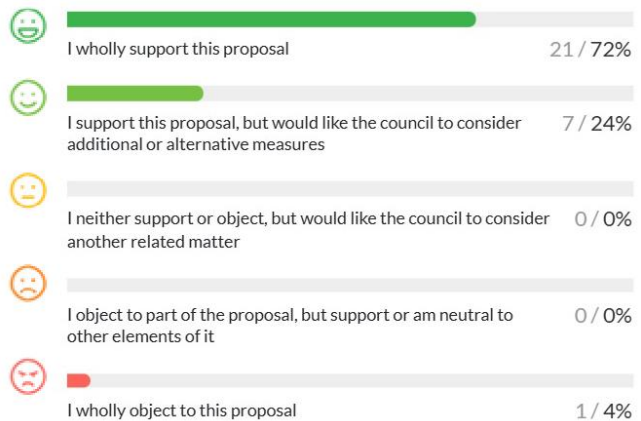 I wholly support this proposal 21 / 72%
I support this proposal, but would like the council to consider 7 / 24%
additional or alternative measures
I neither support or object, but would like the council to consider 0 / 0%
another related matter
I object to part of the proposal, but support or am neutral to 0 / 0%
other elements of it
I wholly object to this proposal 1 / 4%